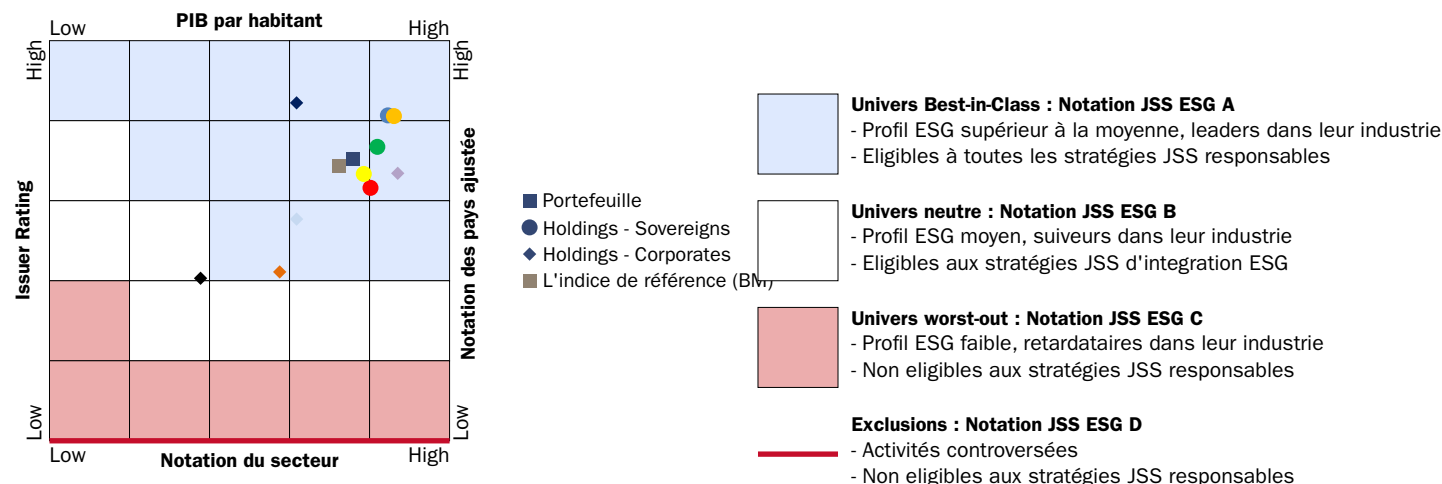 PIB par habitant
Low
High
High
High
Issuer Rating
Notation des pays ajustée
Low
Low
Low
High
Notation du secteur
Portefeuille
Holdings - Sovereigns
Holdings - Corporates
L'indice de référence (BM)
Univers Best-in-Class : Notation JSS ESG A
- Profil ESG supérieur à la moyenne, leaders dans leur industrie
- Eligibles à toutes les stratégies JSS responsables
Univers neutre : Notation JSS ESG B
- Profil ESG moyen, suiveurs dans leur industrie
- Eligibles aux stratégies JSS d'integration ESG
Univers worst-out : Notation JSS ESG C
- Profil ESG faible, retardataires dans leur industrie
- Non eligibles aux stratégies JSS responsables
Exclusions : Notation JSS ESG D
- Activités controversées
- Non eligibles aux stratégies JSS responsables